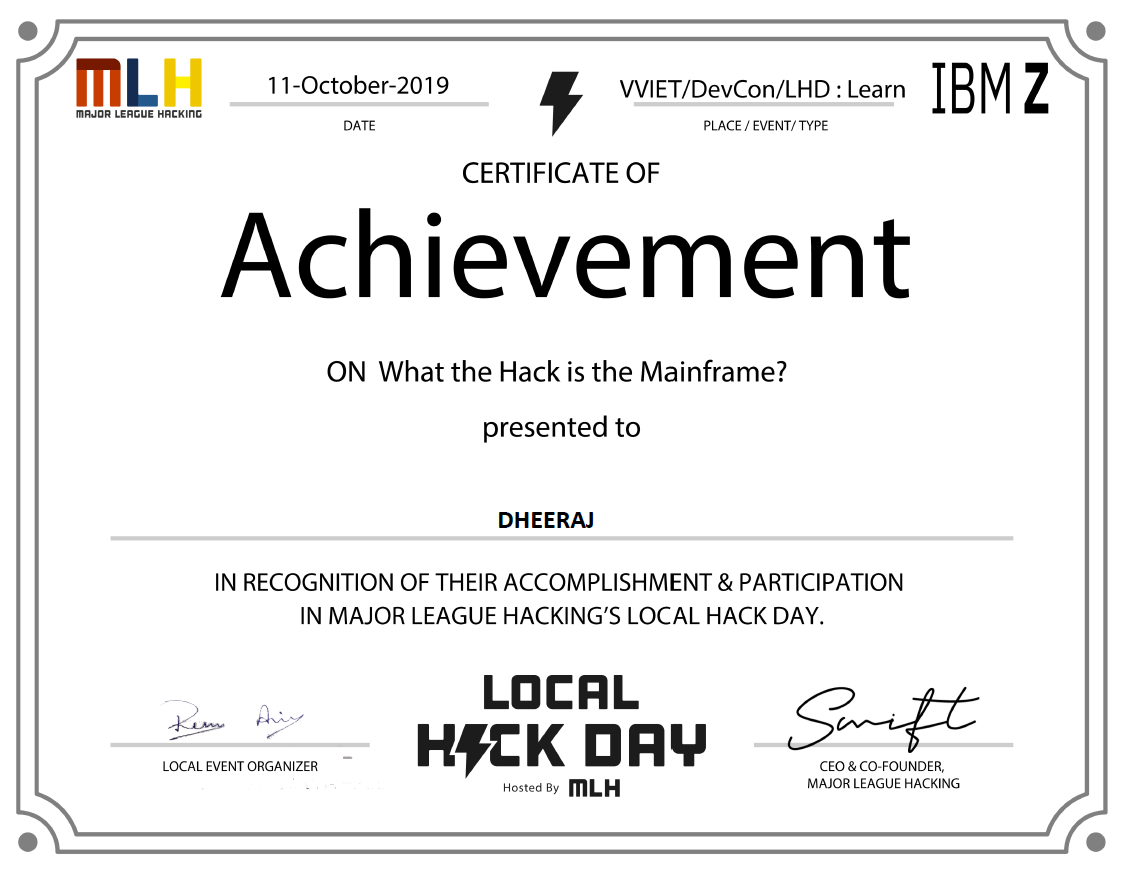 MLH
MAJOR LEAGUE HACKING
11-October-2019
DATE
VVIET/DevCon/LHD : Learn
PLACE / EVENT/ TYPE
IBM Z
CERTIFICATE OF
Achievement
ON What the Hack is the Mainframe?
presented to
DHEERAJ
IN RECOGNITION OF THEIR ACCOMPLISHMENT & PARTICIPATION
IN MAJOR LEAGUE HACKING'S LOCAL HACK DAY.
LOCAL EVENT ORGANIZER
LOCAL
HACK DAY
Hosted By MLH
Swift
CEO & CO-FOUNDER,
MAJOR LEAGUE HACKING